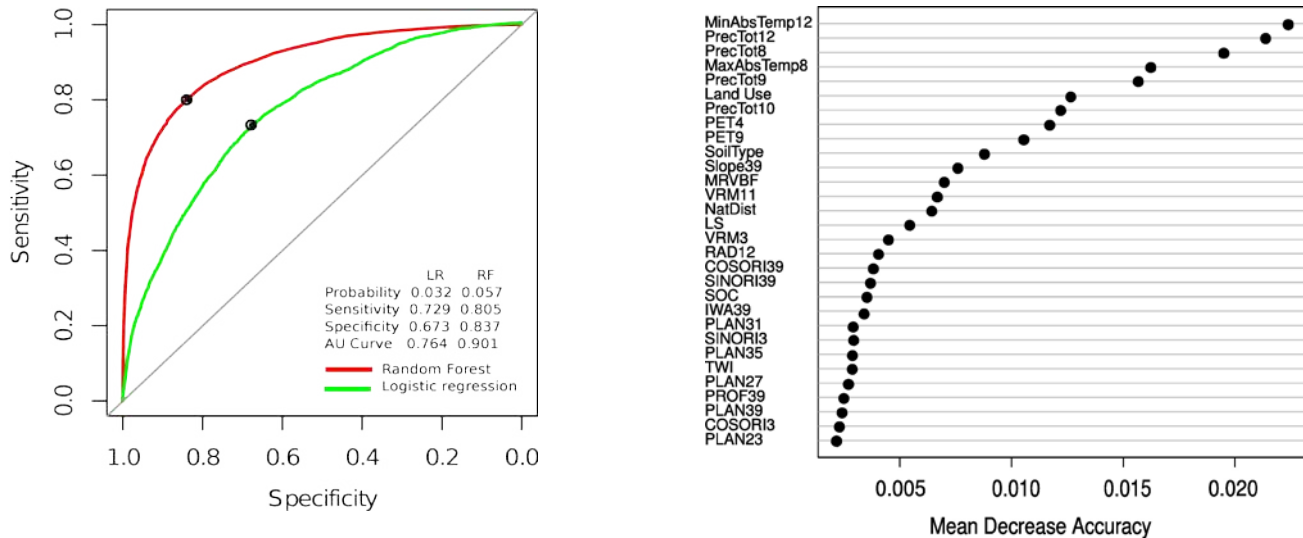 1.0
0.8
0.6
0.4
0.2
0.0
Sensitivity
LR RF
Probability 0.032 0.057
Sensitivity 0.729 0.805
Specificity 0.673 0.837
AU Curve 0.764 0.901
Random Forest
Logistic regression
1.0 0.8 0.6 0.4 0.2 0.0
Specificity
MinAbsTemp12
PrecTot12
PrecTot8
MaxAbsTemp8
PrecTot9
Land Use
PrecTot10
PET4
PET9
SoilType
Slope39
MRVBF
VRM11
NatDist
LS
VRM3
RAD12
COSORI39
SINORI39
SOC
IWA39
PLAN31
SINORI3
PLAN35
TWI
PLAN27
PROF39
PLAN39
COSORI3
PLAN23
0.005 0.010 0.015 0.020
Mean Decrease Accuracy